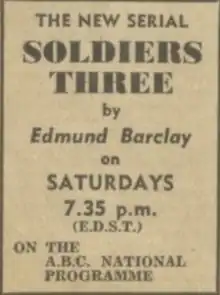 THE NEW SERIAL
SOLDIERS
THREE
by
Edmund Barclay
on
SATURDAYS
7.35 p.m.
(E.D.S.T.)
ON THE
A.B.C. NATIONAL
PROGRAMME